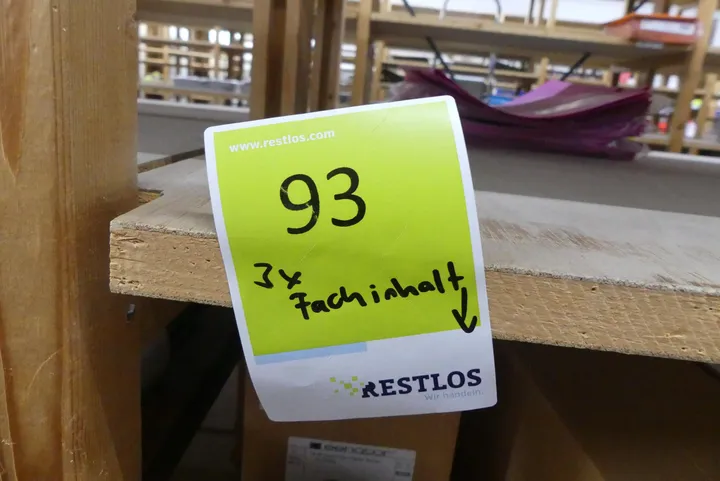 www.restlos.com
93
3x
Fachinhalt
RESTLOS
Wir handeln.